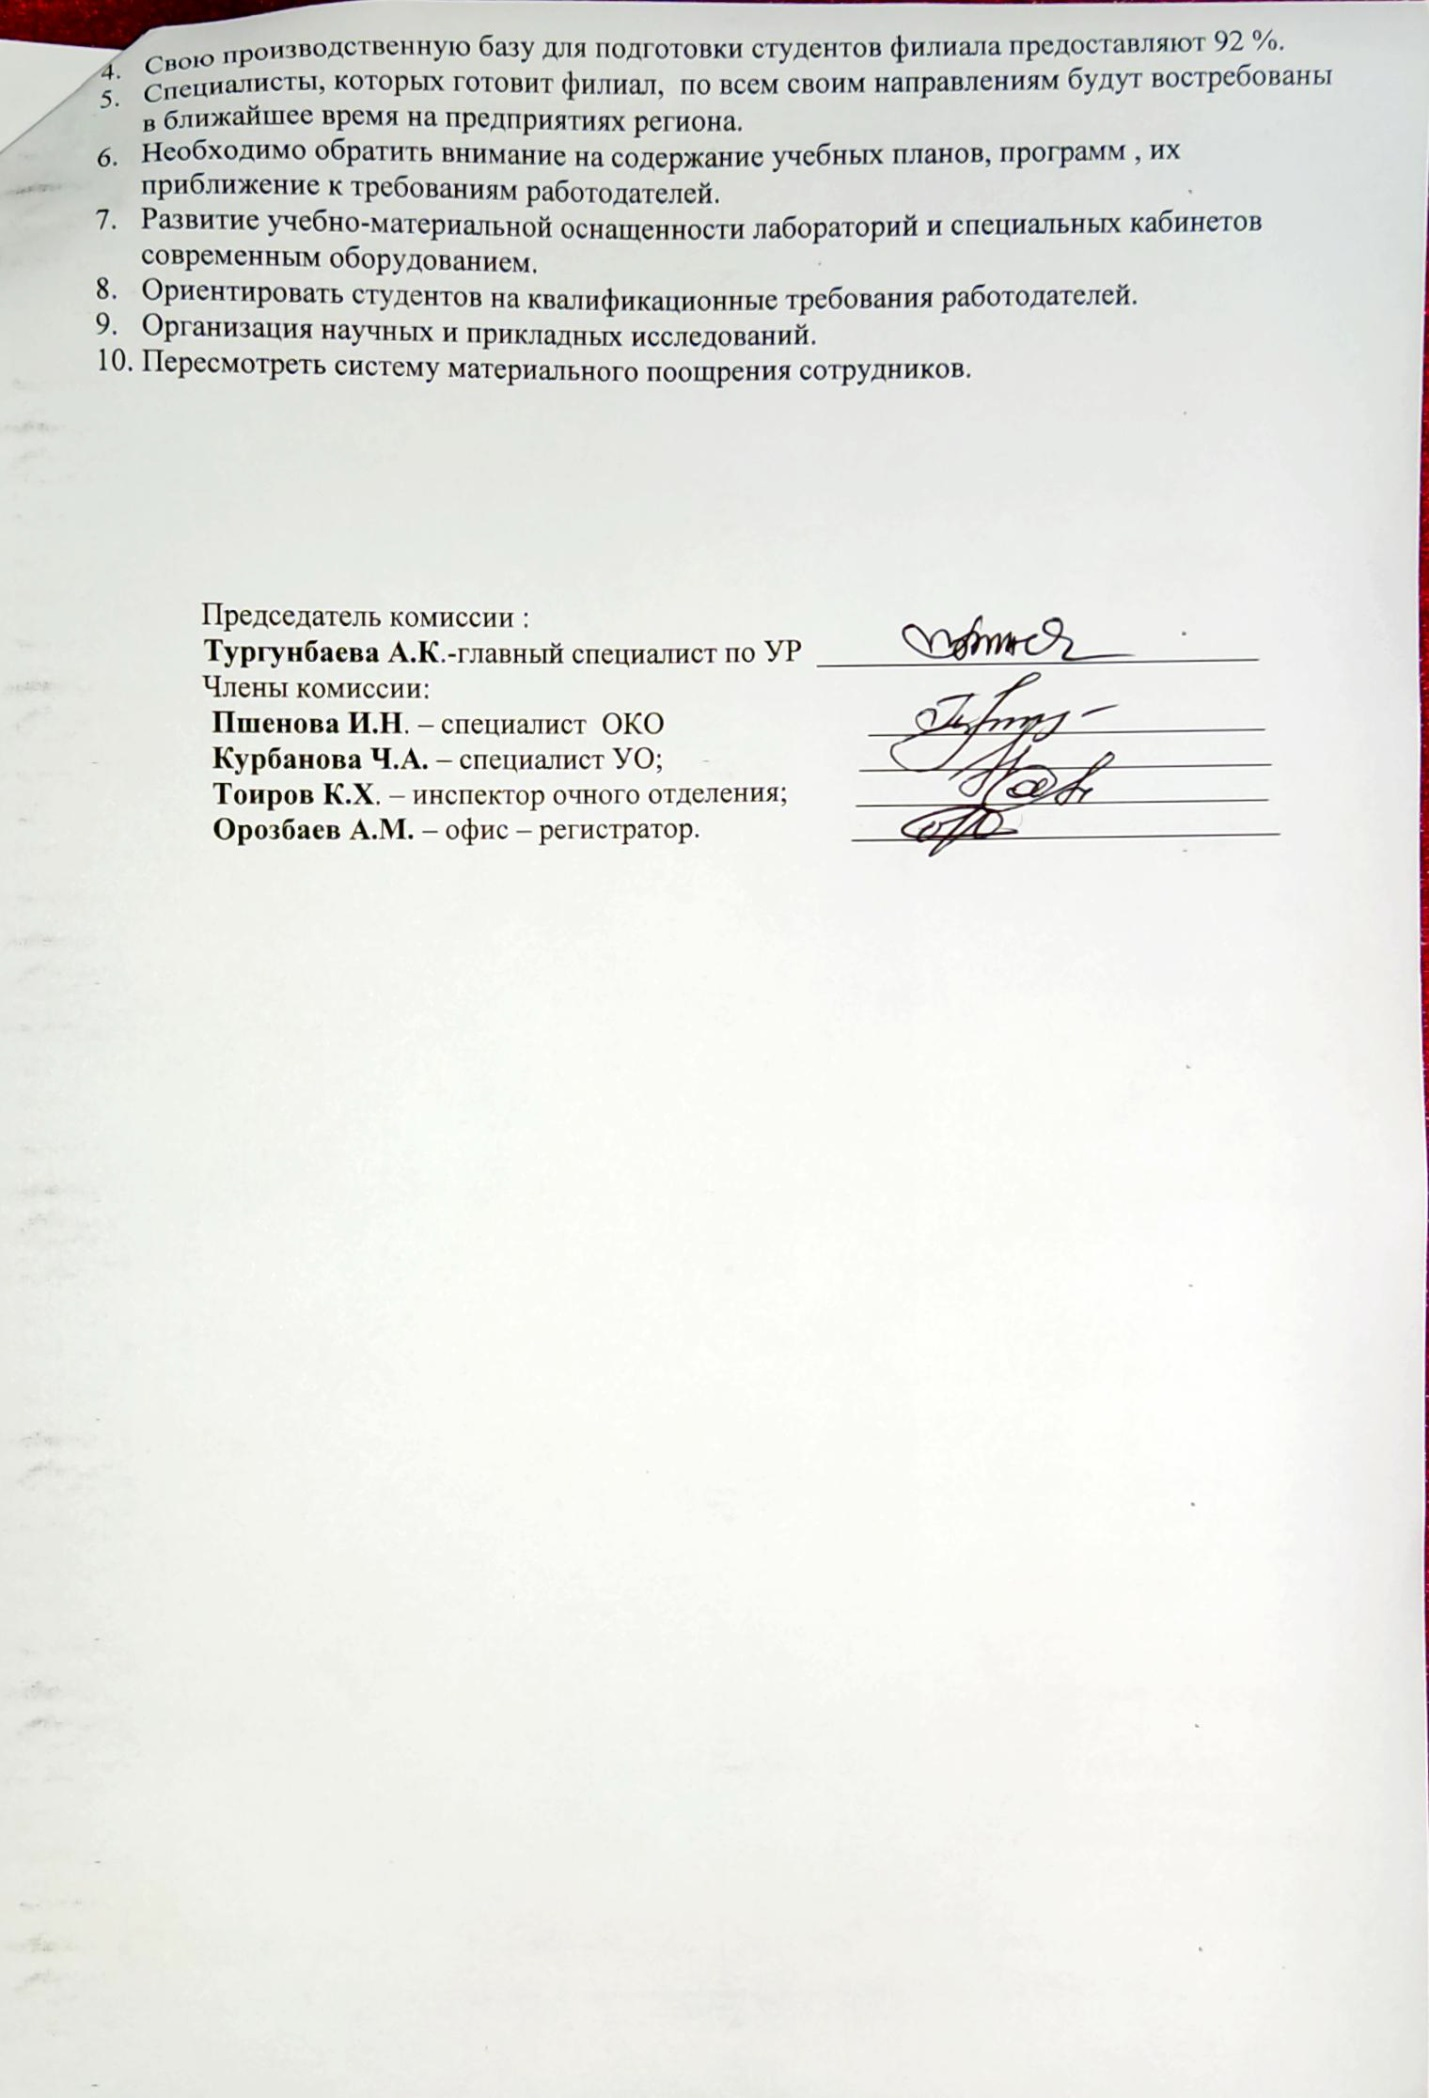 4. Свою производственную базу для подготовки студентов филиала предоставляют 92 %.
5. Специалисты, которых готовит филиал, по всем своим направлениям будут востребованы
в ближайшее время на предприятиях региона.
6. Необходимо обратить внимание на содержание учебных планов, программ , их
приближение к требованиям работодателей.
7. Развитие учебно-материальной оснащенности лабораторий и специальных кабинетов
современным оборудованием.
8. Ориентировать студентов на квалификационные требования работодателей.
9. Организация научных и прикладных исследований.
10. Пересмотреть систему материального поощрения сотрудников.
Председатель комиссии :
Тургунбаева А.К.-главный специалист по УР
Члены комиссии:
Пшенова И.Н. – специалист ОКО
Курбанова Ч.А. – специалист УО;
Тоиров К.Х. – инспектор очного отделения;
Орозбаев А.М. – офис – регистратор.